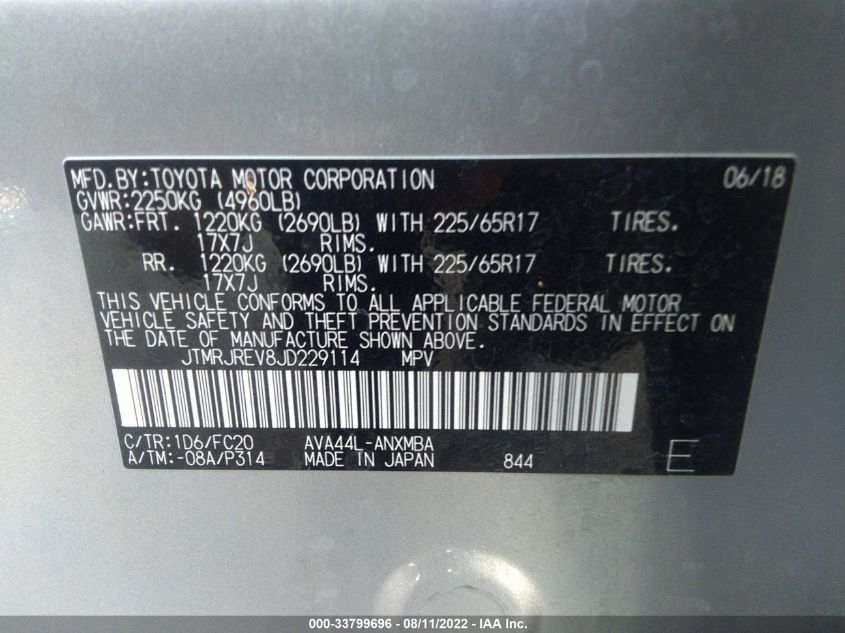 MFD.BY:TOYOTA MOTOR CORPORATION 06/18
GVWR:2250KG (4960LB)
GAWR:FRT. 1220KG (2690LB) WITH 225/65R17 TIRES.
17X7J RIMS.
RR. 1220KG (2690LB) WITH 225/65R17 TIRES.
17X7J RIMS.
THIS VEHICLE CONFORMS TO ALL APPLICABLE FEDERAL MOTOR
VEHICLE SAFETY AND THEFT PREVENTION STANDARDS IN EFFECT ON
THE DATE OF MANUFACTURE SHOWN ABOVE.
JTMRJREV8JD229114 MPV
C/TR:1D6/FC20 AVA44L-ANXMBA
A/TM:-08A/P314 MADE IN JAPAN 844 E
000-33799696 - 08/11/2022 - IAA Inc.